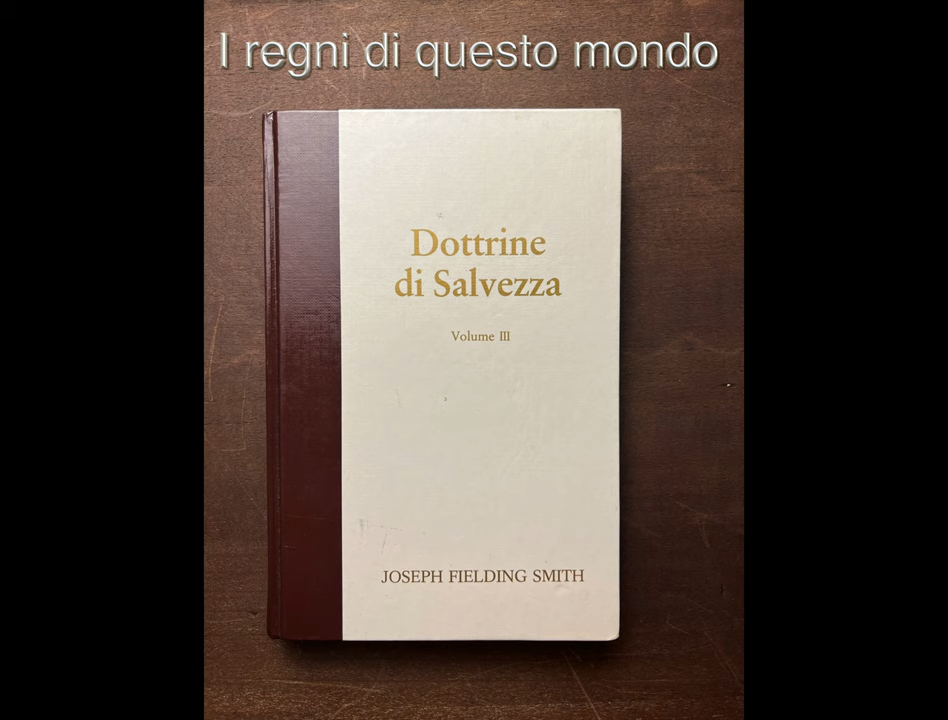 I regni di questo mondo
Dottrine
di Salvezza
Volume III
JOSEPH FIELDING SMITH